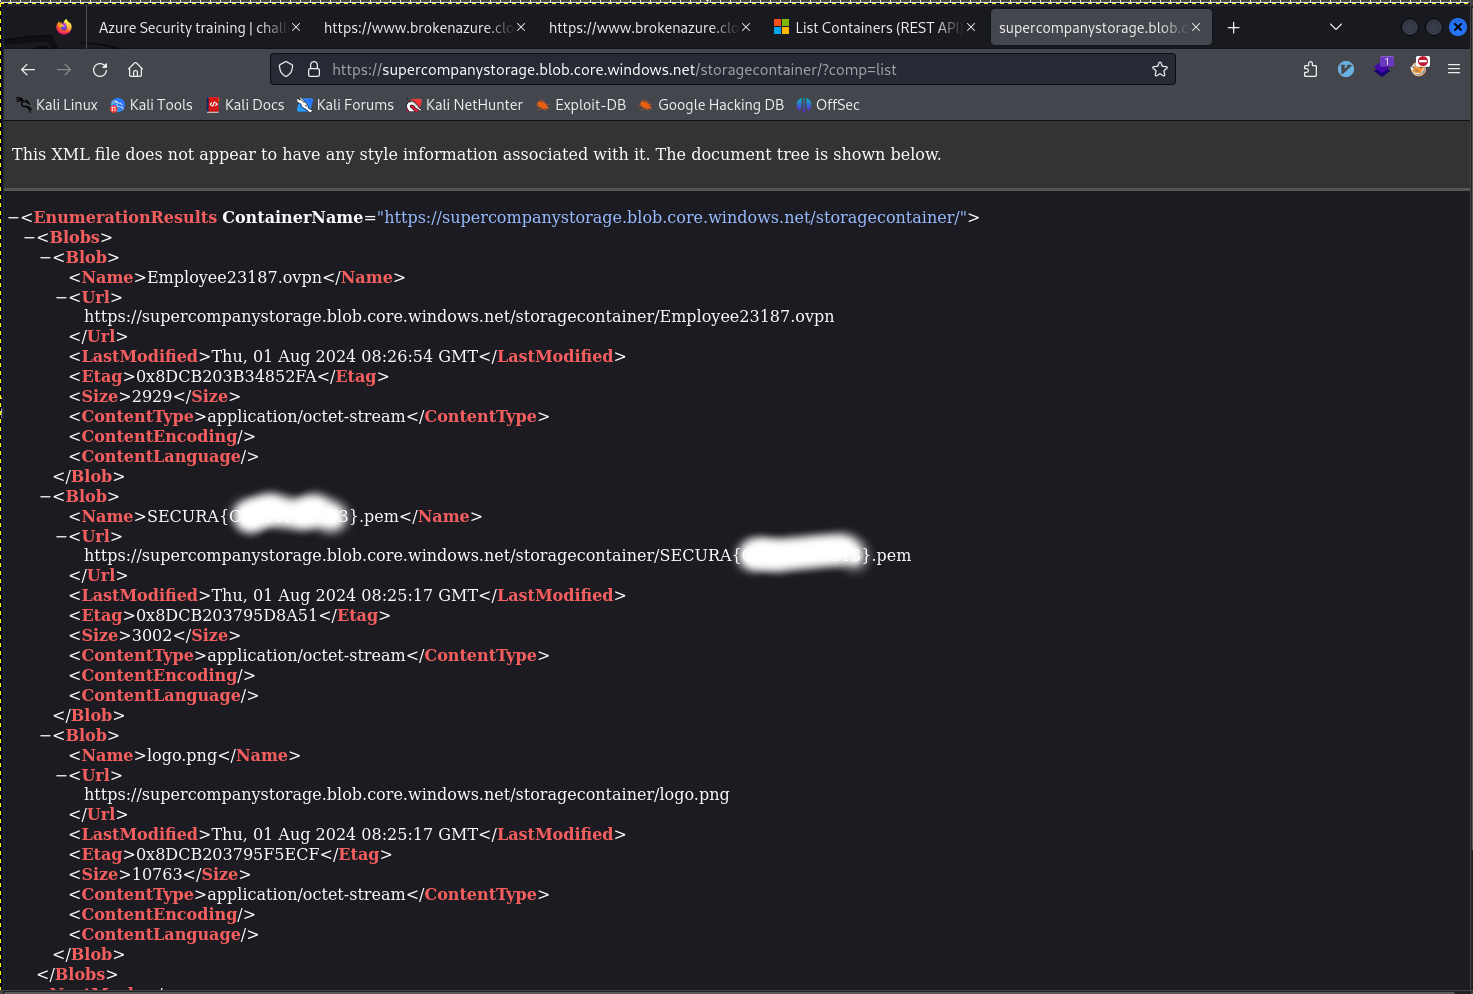 Azure Security training | chall
https://www.brokenazure.clo
https://www.brokenazure.clo
List Containers (REST API)
supercompanystorage.blob.c
https://supercompanystorage.blob.core.windows.net/storagecontainer/?comp=list
1
Kali Linux Kali Tools Kali Docs Kali Forums Kali NetHunter Exploit-DB Google Hacking DB OffSec
This XML file does not appear to have any style information associated with it. The document tree is shown below.
−<EnumerationResults ContainerName="https://supercompanystorage.blob.core.windows.net/storagecontainer/">
−<Blobs>
−<Blob>
<Name>Employee23187.ovpn</Name>
−<Url>
https://supercompanystorage.blob.core.windows.net/storagecontainer/Employee23187.ovpn
</Url>
<LastModified>Thu, 01 Aug 2024 08:26:54 GMT</LastModified>
<Etag>0x8DCB203B34852FA</Etag>
<Size>2929</Size>
<ContentType>application/octet-stream</ContentType>
<ContentEncoding/>
<ContentLanguage/>
</Blob>
−<Blob>
<Name>SECURA{ }.pem</Name>
−<Url>
https://supercompanystorage.blob.core.windows.net/storagecontainer/SECURA{ }.pem
</Url>
<LastModified>Thu, 01 Aug 2024 08:25:17 GMT</LastModified>
<Etag>0x8DCB203795D8A51</Etag>
<Size>3002</Size>
<ContentType>application/octet-stream</ContentType>
<ContentEncoding/>
<ContentLanguage/>
</Blob>
−<Blob>
<Name>logo.png</Name>
−<Url>
https://supercompanystorage.blob.core.windows.net/storagecontainer/logo.png
</Url>
<LastModified>Thu, 01 Aug 2024 08:25:17 GMT</LastModified>
<Etag>0x8DCB203795F5ECF</Etag>
<Size>10763</Size>
<ContentType>application/octet-stream</ContentType>
<ContentEncoding/>
<ContentLanguage/>
</Blob>
</Blobs>